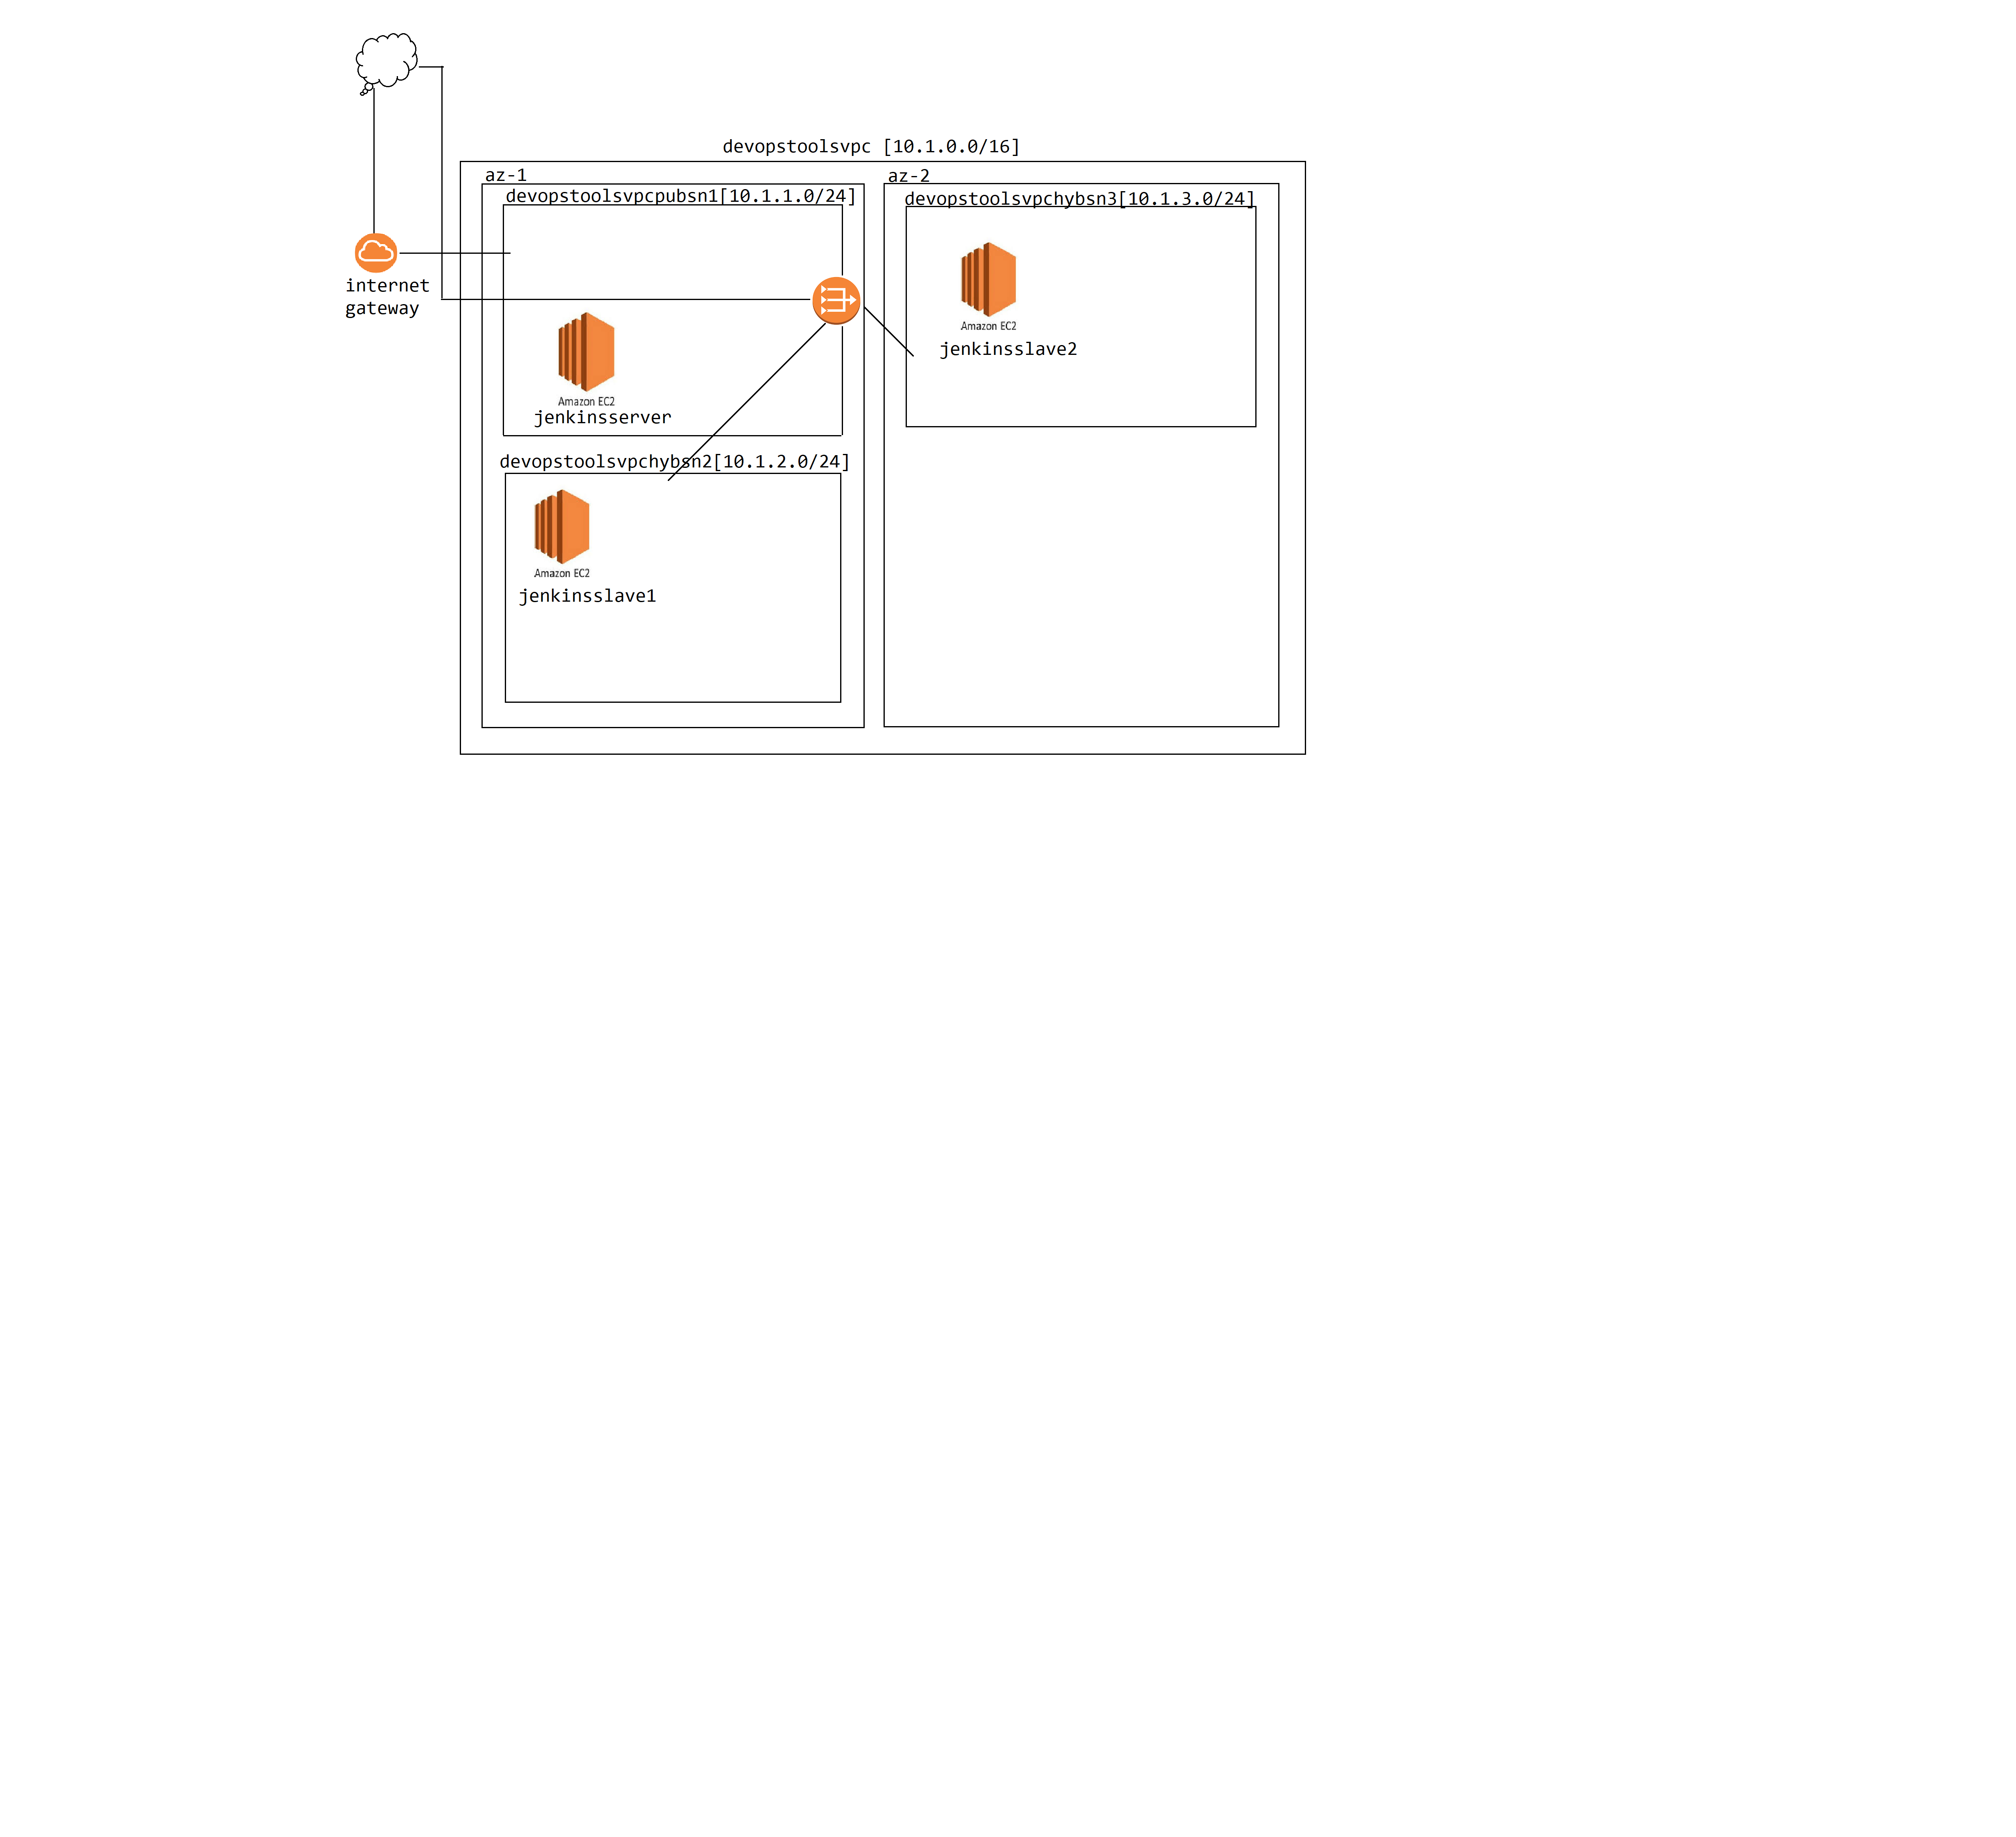 devopstoolsvpc [10.1.0.0/16]
az-1
az-2
devopstoolsvpcpubsn1[10.1.1.0/24]
devopstoolsvpchybsn3[10.1.3.0/24]
internet
gateway
Amazon EC2
jenkinsslave2
Amazon EC2
jenkinsserver
devopstoolsvpchybsn2[10.1.2.0/24]
Amazon EC2
jenkinsslave1